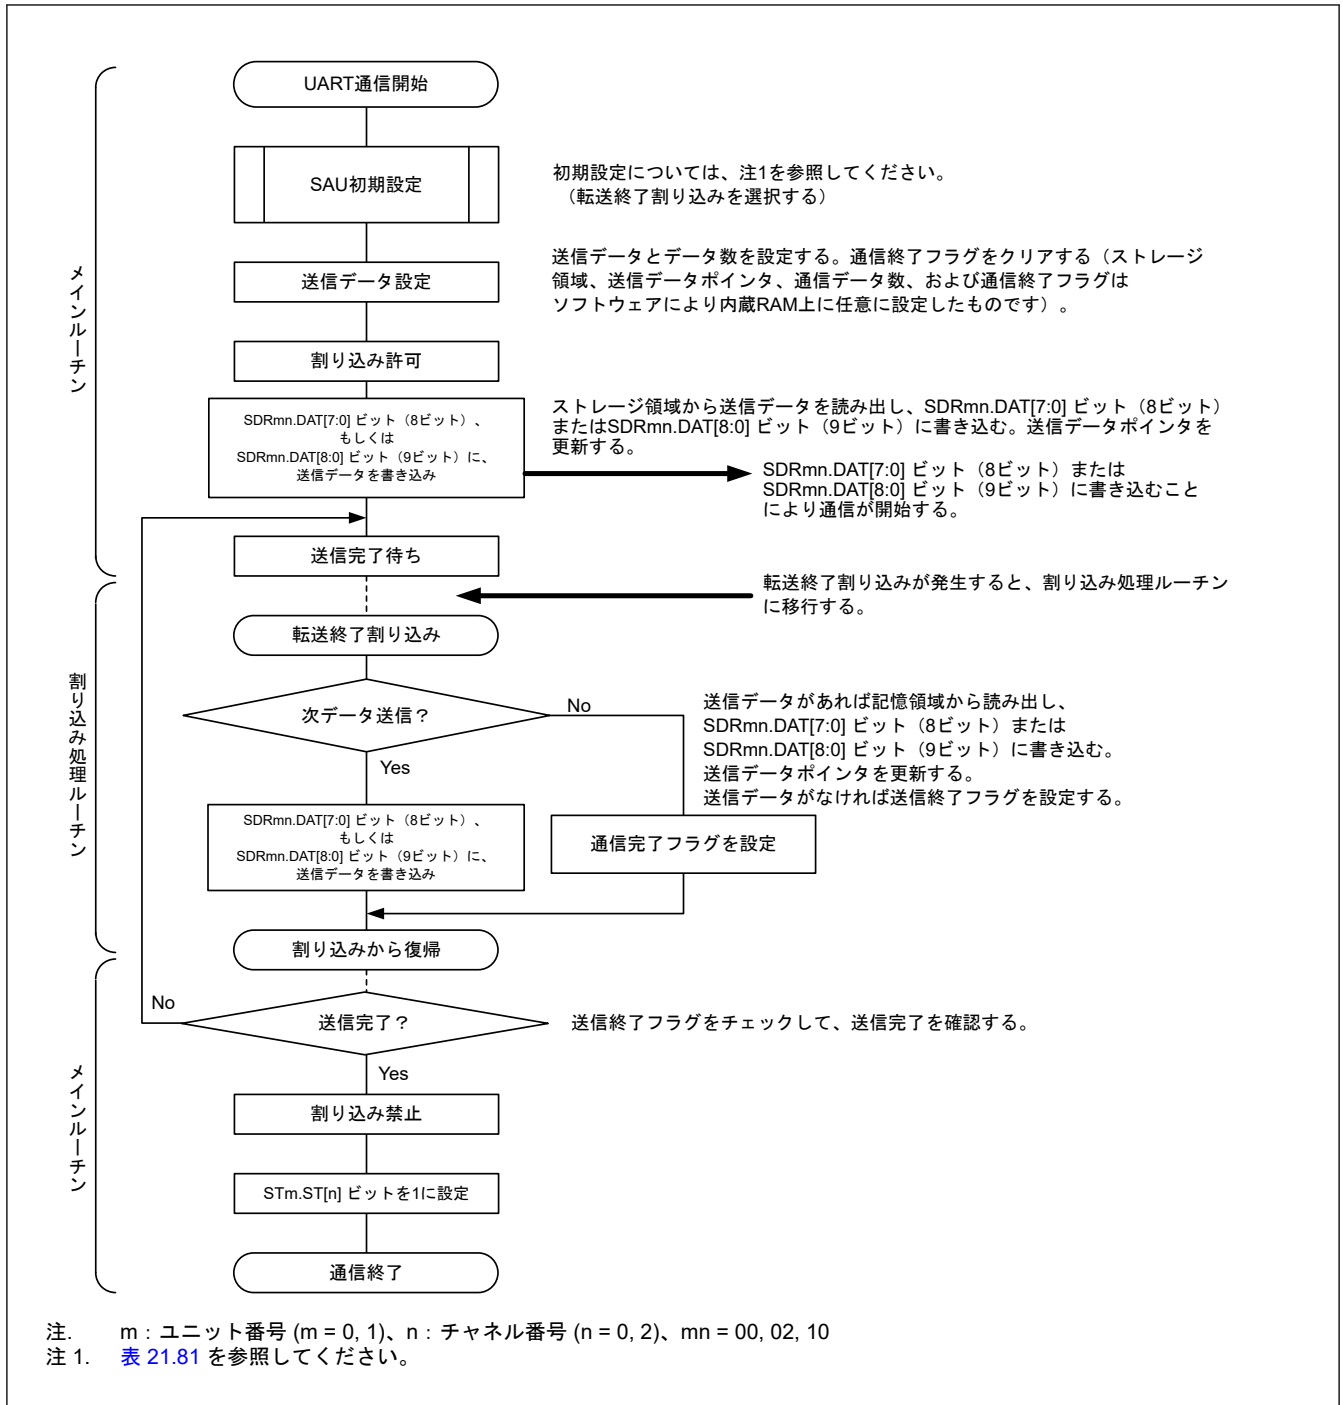 UART通信開始
SAU初期設定
初期設定については、注1を参照してください。
（転送終了割り込みを選択する）
送信データ設定
送信データとデータ数を設定する。通信終了フラグをクリアする（ストレージ
領域、送信データポインタ、通信データ数、および通信終了フラグは
ソフトウェアにより内蔵RAM上に任意に設定したものです）。
メインルーチン
割り込み許可
SDRmn.DAT[7:0] ビット（8ビット）、
もしくは
SDRmn.DAT[8:0] ビット（9ビット）に、
送信データを書き込み
ストレージ領域から送信データを読み出し、SDRmn.DAT[7:0] ビット（8ビット）
またはSDRmn.DAT[8:0] ビット（9ビット）に書き込む。送信データポインタを
更新する。
SDRmn.DAT[7:0] ビット（8ビット）または
SDRmn.DAT[8:0] ビット（9ビット）に書き込むこと
により通信が開始する。
送信完了待ち
転送終了割り込みが発生すると、割り込み処理ルーチン
に移行する。
転送終了割り込み
割り込み処理ルーチン
次データ送信？
No
Yes
送信データがあれば記憶領域から読み出し、
SDRmn.DAT[7:0] ビット（8ビット）または
SDRmn.DAT[8:0] ビット（9ビット）に書き込む。
送信データポインタを更新する。
送信データがなければ送信終了フラグを設定する。
SDRmn.DAT[7:0] ビット（8ビット）、
もしくは
SDRmn.DAT[8:0] ビット（9ビット）に、
送信データを書き込み
通信完了フラグを設定
割り込みから復帰
No
送信完了？
送信終了フラグをチェックして、送信完了を確認する。
Yes
メインルーチン
割り込み禁止
STm.ST[n] ビットを1に設定
通信終了
注. m：ユニット番号 (m = 0, 1)、n：チャネル番号 (n = 0, 2)、mn = 00, 02, 10
注 1. 表 21.81 を参照してください。